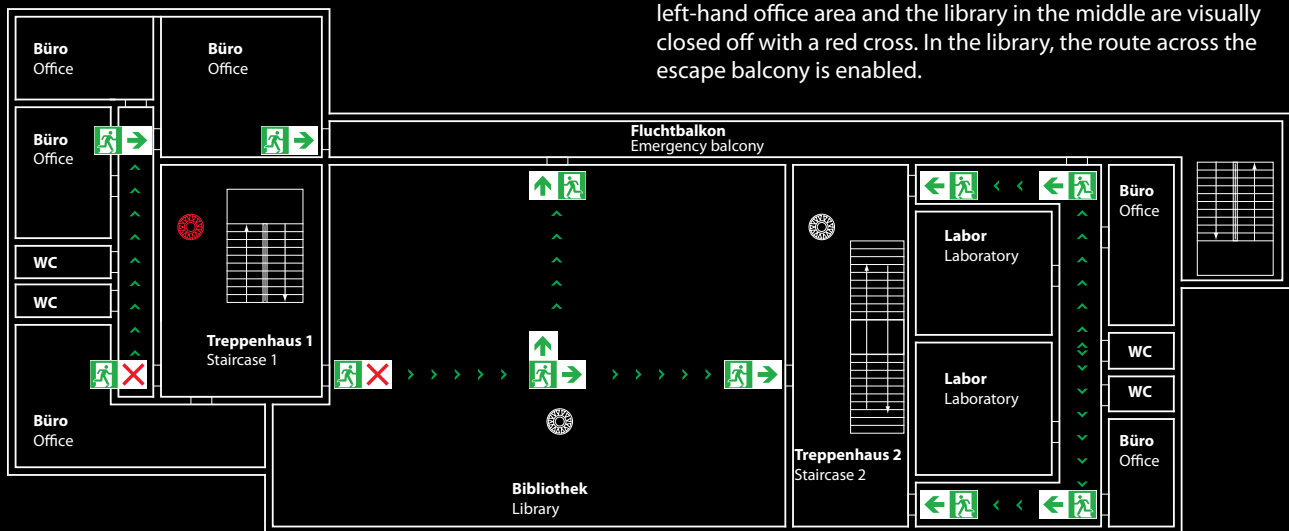 left-hand office area and the library in the middle are visually
closed off with a red cross. In the library, the route across the
escape balcony is enabled.
Büro
Office
Büro
Office
Büro
Office
Fluchtbalkon
Emergency balcony
Büro
Office
Labor
Laboratory
WC
WC
Treppenhaus 1
Staircase 1
WC
Labor
Laboratory
WC
Büro
Office
Büro
Office
Treppenhaus 2
Staircase 2
Bibliothek
Library